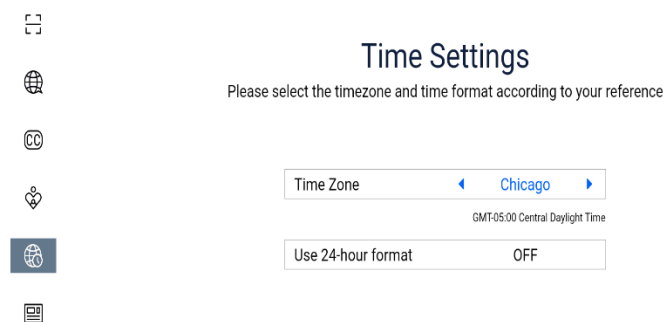 Time Settings
Please select the timezone and time format according to your reference
CC
Time Zone
Chicago
GMT-05:00 Central Daylight Time
Use 24-hour format
OFF